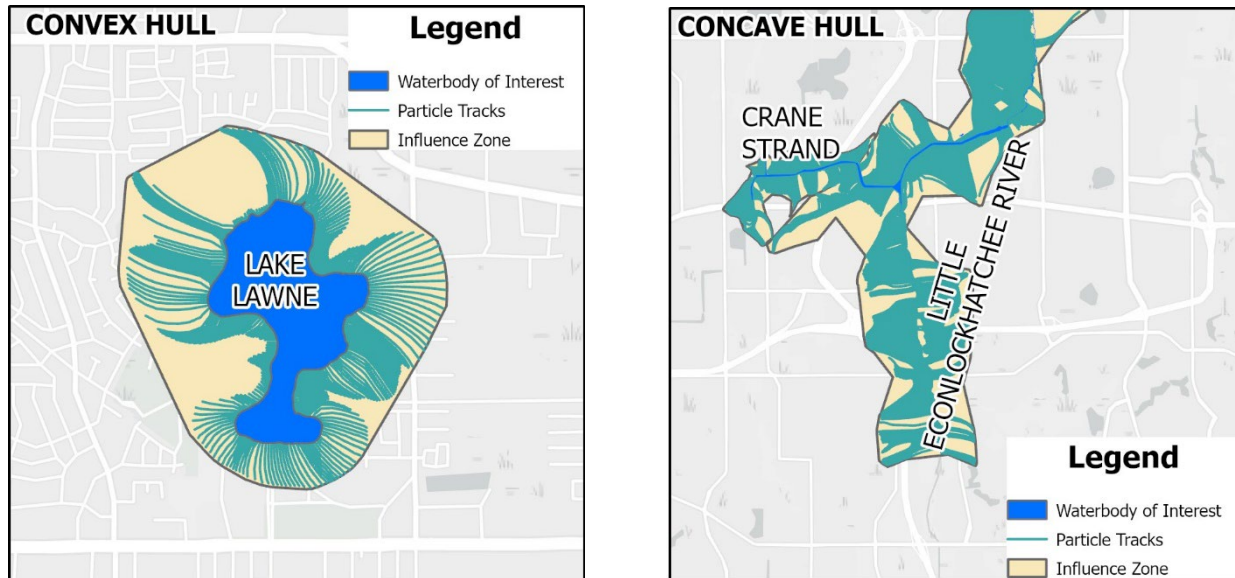 CONVEX HULL
Legend
Waterbody of Interest
Particle Tracks
Influence Zone
LAKE
LAWNE
CONCAVE HULL
CRANE
STRAND
LITTLE
ECONLOCKHATCHEE RIVER
Legend
Waterbody of Interest
Particle Tracks
Influence Zone